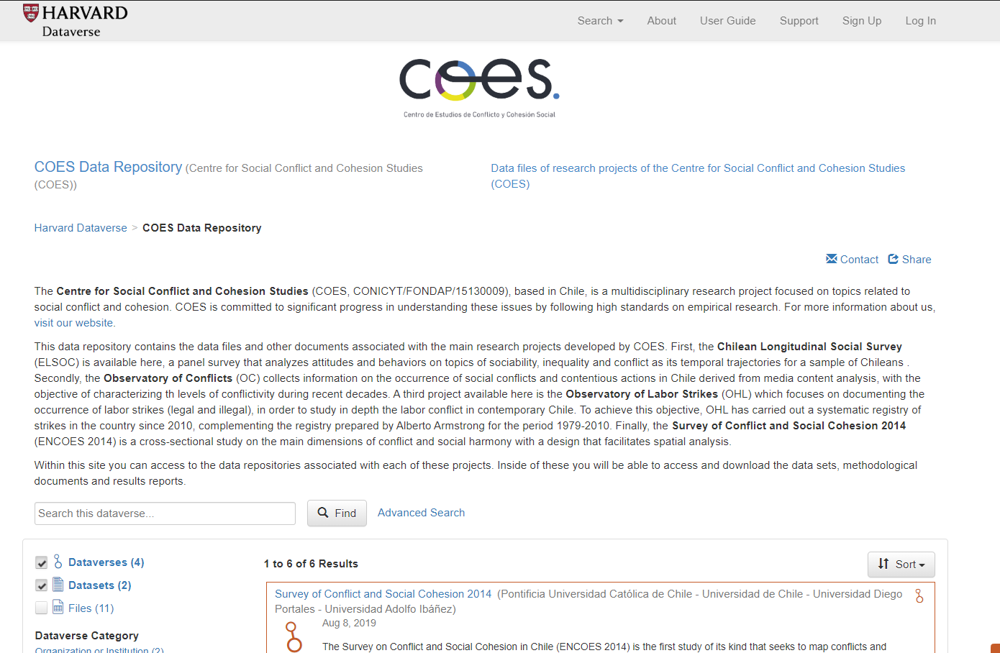 HARVARD
Dataverse
Search
About
User Guide
Support
Sign Up
Log In
coes.
Centro de Estudios de Conflicto y Cohesión Social
COES Data Repository (Centre for Social Conflict and Cohesion Studies
(COES))
Data files of research projects of the Centre for Social Conflict and Cohesion Studies
(COES)
Harvard Dataverse > COES Data Repository
Contact
Share
The Centre for Social Conflict and Cohesion Studies (COES, CONICYT/FONDAP/15130009), based in Chile, is a multidisciplinary research project focused on topics related to
social conflict and cohesion. COES is committed to significant progress in understanding these issues by following high standards on empirical research. For more information about us,
visit our website.
This data repository contains the data files and other documents associated with the main research projects developed by COES. First, the Chilean Longitudinal Social Survey
(ELSOC) is available here, a panel survey that analyzes attitudes and behaviors on topics of sociability, inequality and conflict as its temporal trajectories for a sample of Chileans .
Secondly, the Observatory of Conflicts (OC) collects information on the occurrence of social conflicts and contentious actions in Chile derived from media content analysis, with the
objective of characterizing th levels of conflictivity during recent decades. A third project available here is the Observatory of Labor Strikes (OHL) which focuses on documenting the
occurrence of labor strikes (legal and illegal), in order to study in depth the labor conflict in contemporary Chile. To achieve this objective, OHL has carried out a systematic registry of
strikes in the country since 2010, complementing the registry prepared by Alberto Armstrong for the period 1979-2010. Finally, the Survey of Conflict and Social Cohesion 2014
(ENCOES 2014) is a cross-sectional study on the main dimensions of conflict and social harmony with a design that facilitates spatial analysis.
Within this site you can access to the data repositories associated with each of these projects. Inside of these you will be able to access and download the data sets, methodological
documents and results reports.
Search this dataverse...
Find
Advanced Search
Dataverses (4)
Datasets (2)
Files (11)
Dataverse Category
Organization or Institution (2)
1 to 6 of 6 Results
Sort
Survey of Conflict and Social Cohesion 2014 (Pontificia Universidad Católica de Chile - Universidad de Chile - Universidad Diego
Portales - Universidad Adolfo Ibáñez)
Aug 8, 2019
The Survey on Conflict and Social Cohesion in Chile (ENCOES 2014) is the first study of its kind that seeks to map conflicts and